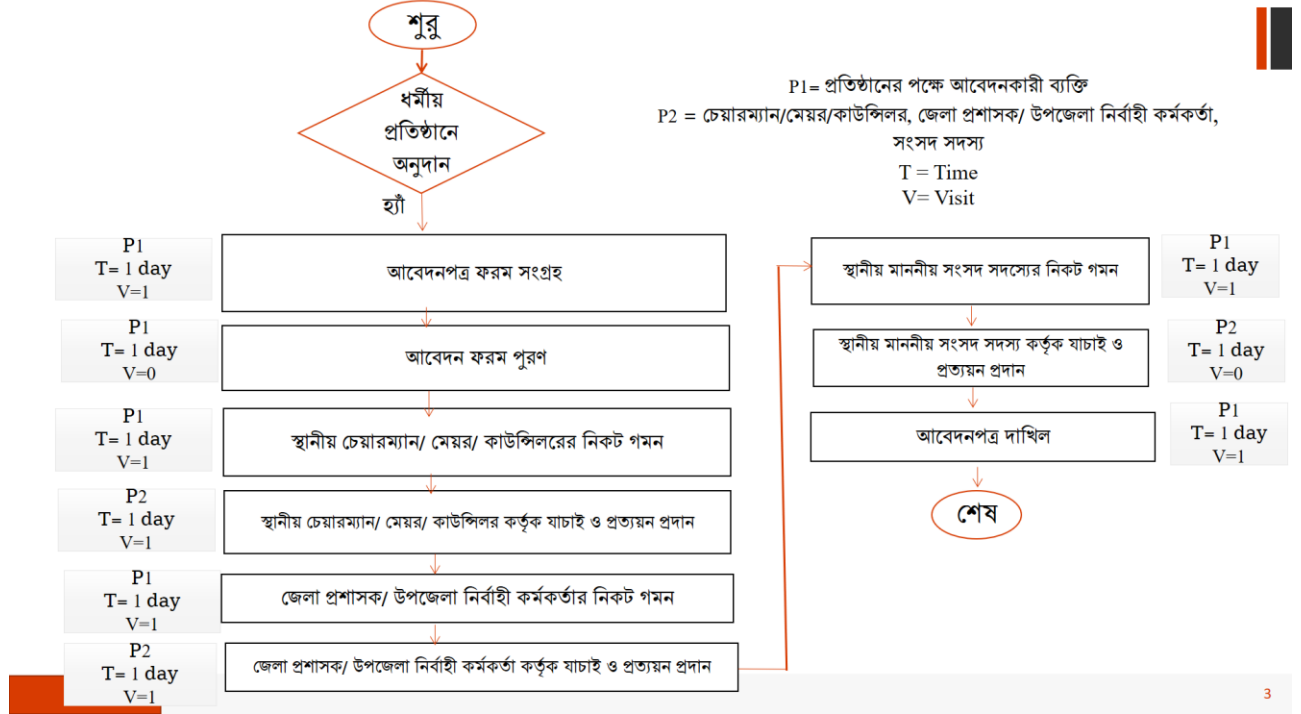 শুরু
ধর্মীয়
প্রতিষ্ঠানে
অনুদান
হ্যাঁ
P1= প্রতিষ্ঠানের পক্ষে আবেদনকারী ব্যক্তি
P2 = চেয়ারম্যান/মেয়র/কাউন্সিলর, জেলা প্রশাসক/ উপজেলা নির্বাহী কর্মকর্তা,
সংসদ সদস্য
T = Time
V= Visit
P1
T= 1 day
V=1
আবেদনপত্র ফরম সংগ্রহ
P1
T= 1 day
V=0
আবেদন ফরম পুরণ
P1
T= 1 day
V=1
স্থানীয় চেয়ারম্যান/ মেয়র/ কাউন্সিলরের নিকট গমন
P2
T= 1 day
V=1
স্থানীয় চেয়ারম্যান/ মেয়র/ কাউন্সিলর কর্তৃক যাচাই ও প্রত্যয়ন প্রদান
P1
T= 1 day
V=1
জেলা প্রশাসক/ উপজেলা নির্বাহী কর্মকর্তার নিকট গমন
P2
T= 1 day
V=1
জেলা প্রশাসক/ উপজেলা নির্বাহী কর্মকর্তা কর্তৃক যাচাই ও প্রত্যয়ন প্রদান
স্থানীয় মাননীয় সংসদ সদস্যের নিকট গমন
P1
T= 1 day
V=1
স্থানীয় মাননীয় সংসদ সদস্য কর্তৃক যাচাই ও
প্রত্যয়ন প্রদান
P2
T= 1 day
V=0
আবেদনপত্র দাখিল
P1
T= 1 day
V=1
শেষ
3